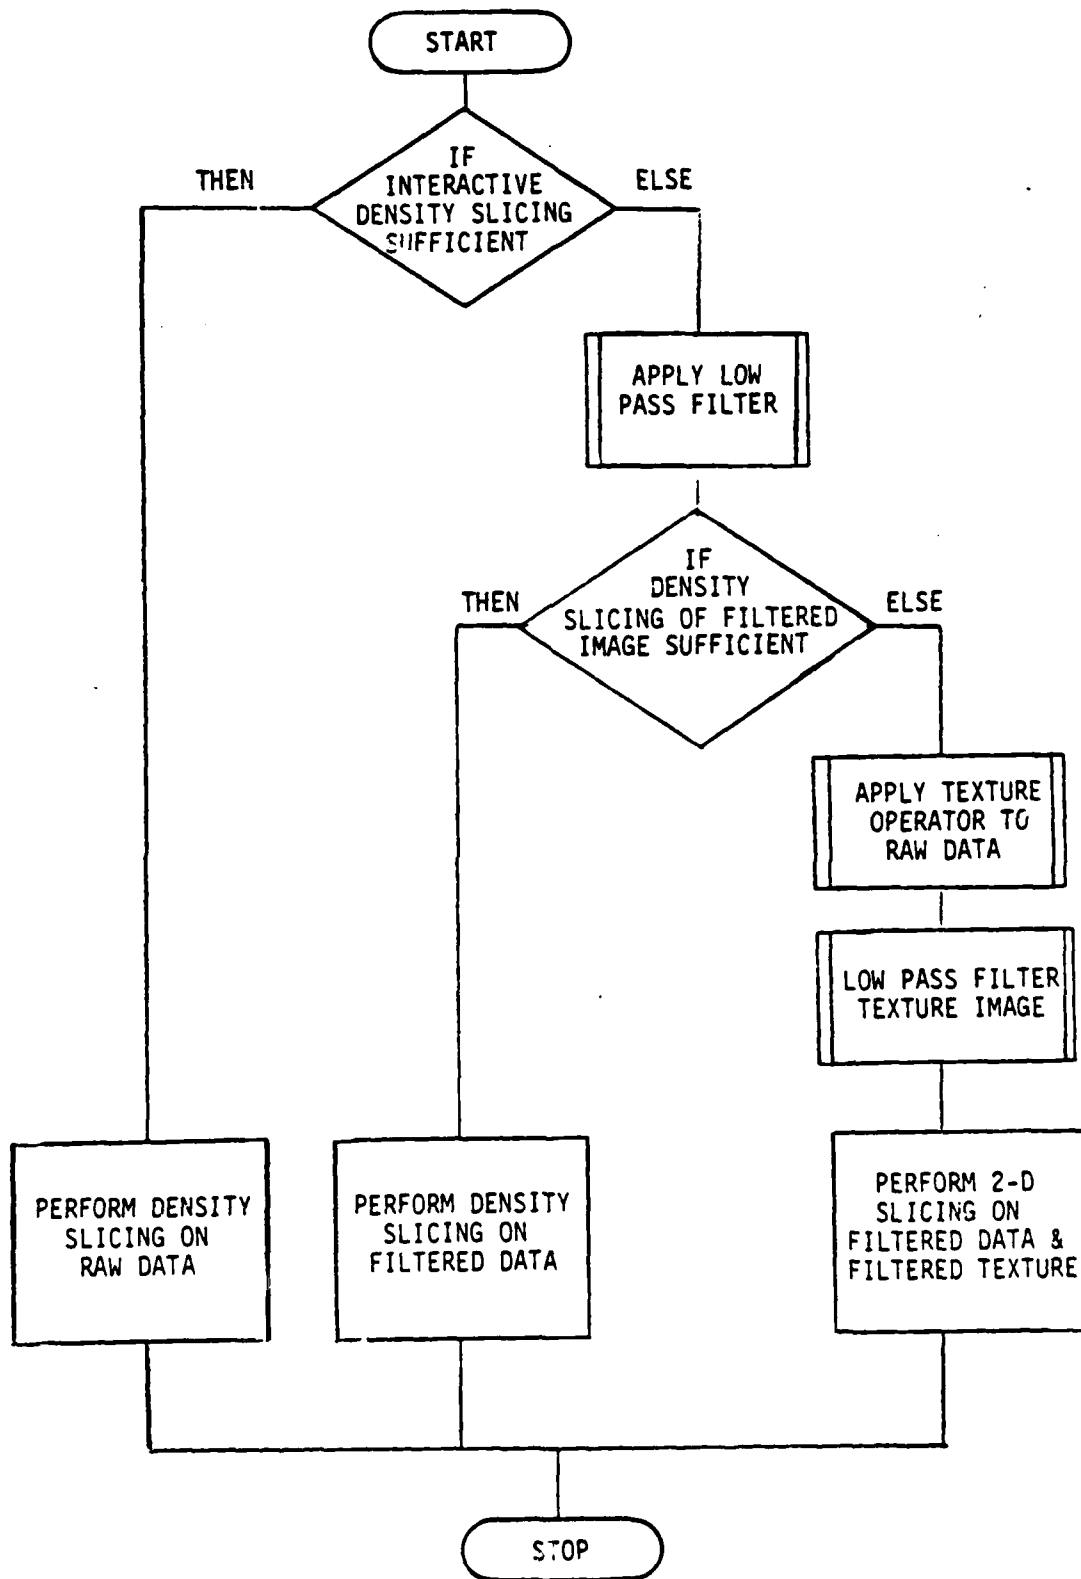 START
THEN
IF
INTERACTIVE
DENSITY SLICING
SUFFICIENT
ELSE
APPLY LOW
PASS FILTER
THEN
IF
DENSITY
SLICING OF FILTERED
IMAGE SUFFICIENT
ELSE
APPLY TEXTURE
OPERATOR TO
RAW DATA
LOW PASS FILTER
TEXTURE IMAGE
PERFORM DENSITY
SLICING ON
RAW DATA
PERFORM DENSITY
SLICING ON
FILTERED DATA
PERFORM 2-D
SLICING ON
FILTERED DATA &
FILTERED TEXTURE
STOP